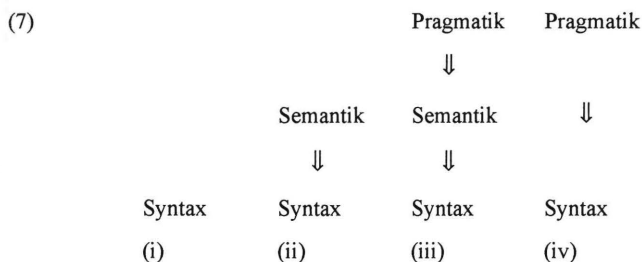 (7) Pragmatik Pragmatik
⇓
Semantik Semantik ⇓
⇓ ⇓
Syntax Syntax Syntax Syntax
(i) (ii) (iii) (iv)